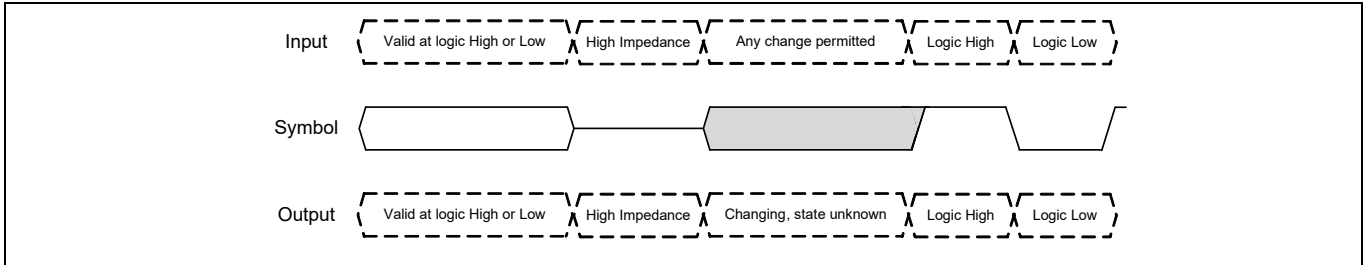 Input Valid at logic High or Low High Impedance Any change permitted Logic High Logic Low
Symbol
Output Valid at logic High or Low High Impedance Changing, state unknown Logic High Logic Low